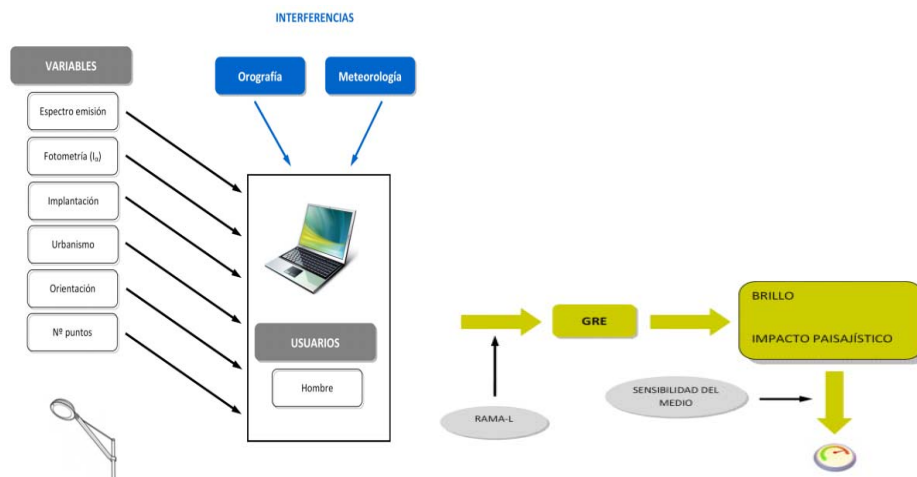 INTERFERENCIAS
VARIABLES
Orografía
Meteorología
Espectro emisión
Fotometría (Iα)
Implantación
Urbanismo
Orientación
Nº puntos
USUARIOS
Hombre
GRE
RAMA-L
BRILLO
IMPACTO PAISAJÍSTICO
SENSIBILIDAD DEL
MEDIO